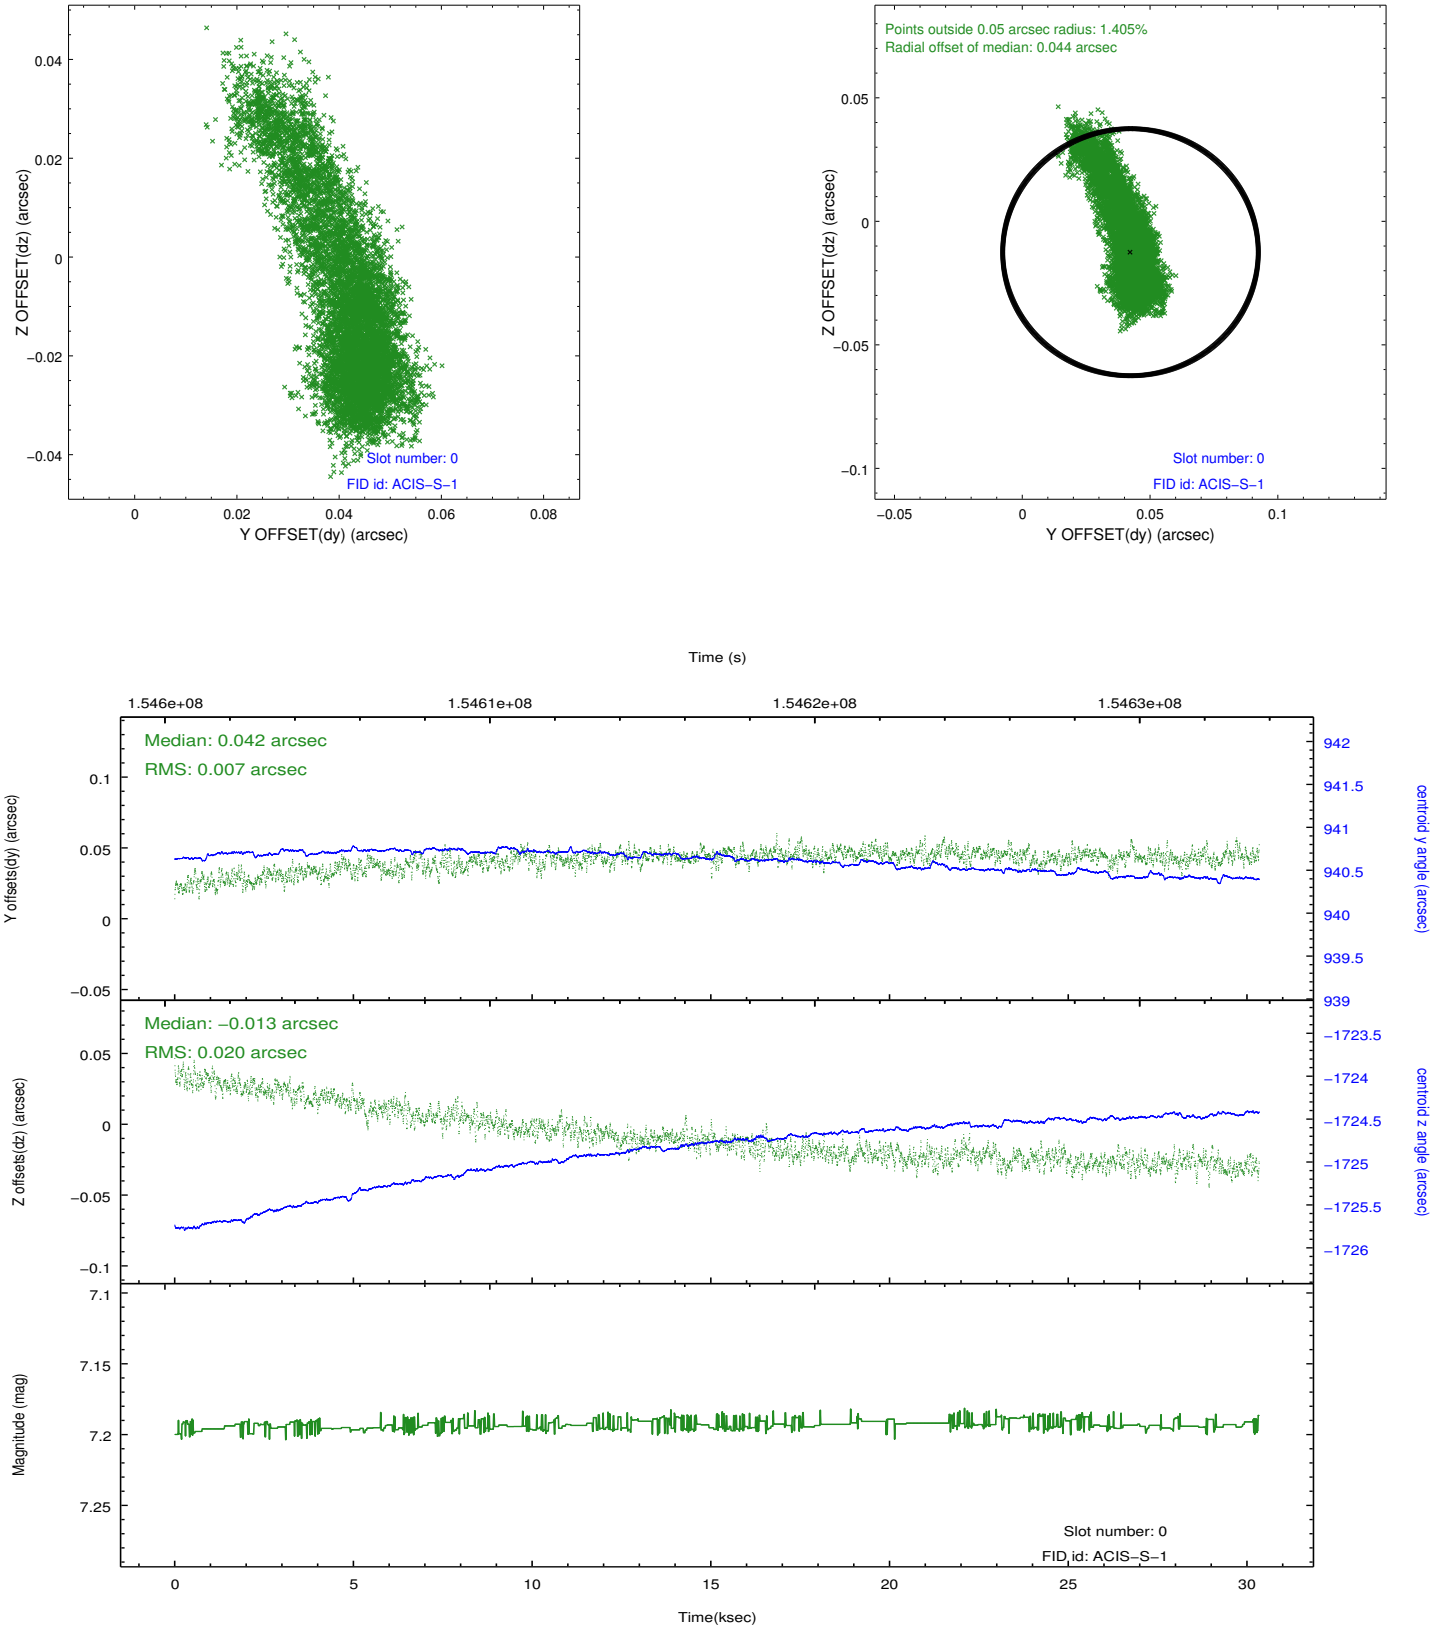 0.04
0.02
0
−0.02
−0.04
Z OFFSET(dz) (arcsec)
Slot number: 0
FID id: ACIS−S−1
0
0.02
0.04
0.06
0.08
Y OFFSET(dy) (arcsec)
Points outside 0.05 arcsec radius: 1.405%
Radial offset of median: 0.044 arcsec
0.05
0
−0.05
−0.1
Z OFFSET(dz) (arcsec)
Slot number: 0
FID id: ACIS−S−1
−0.05
0
0.05
0.1
Y OFFSET(dy) (arcsec)
Time (s)
1.546e+08
1.5461e+08
1.5462e+08
1.5463e+08
Median: 0.042 arcsec
RMS: 0.007 arcsec
0.1
0.05
0
−0.05
Y offsets(dy) (arcsec)
942
941.5
941
940.5
940
939.5
939
centroid y angle (arcsec)
Median: −0.013 arcsec
RMS: 0.020 arcsec
0.05
0
−0.05
−0.1
Z offsets(dz) (arcsec)
−1723.5
−1724
−1724.5
−1725
−1725.5
−1726
centroid z angle (arcsec)
7.1
7.15
7.2
7.25
Magnitude (mag)
Slot number: 0
FID id: ACIS−S−1
0
5
10
15
20
25
30
Time(ksec)